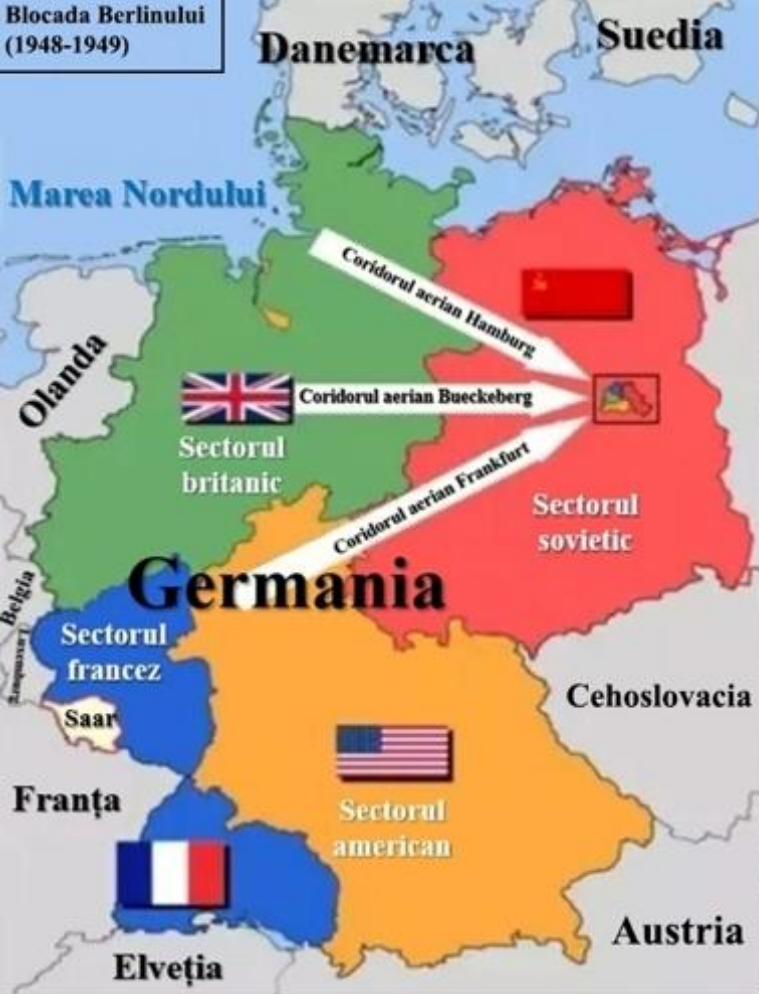 Blocada Berlinului
(1948-1949)
Danemarca
Suedia
Marea Nordului
Coridorul aerian Hamburg
Olanda
Coridorul aerian Bueckeberg
Sectorul
britanic
Coridorul aerian Frankfurt
Sectorul
sovietic
Germania
Belgia
Luxemburg
Sectorul
francez
Saar
Cehoslovacia
Franța
Sectorul
american
Austria
Elveția